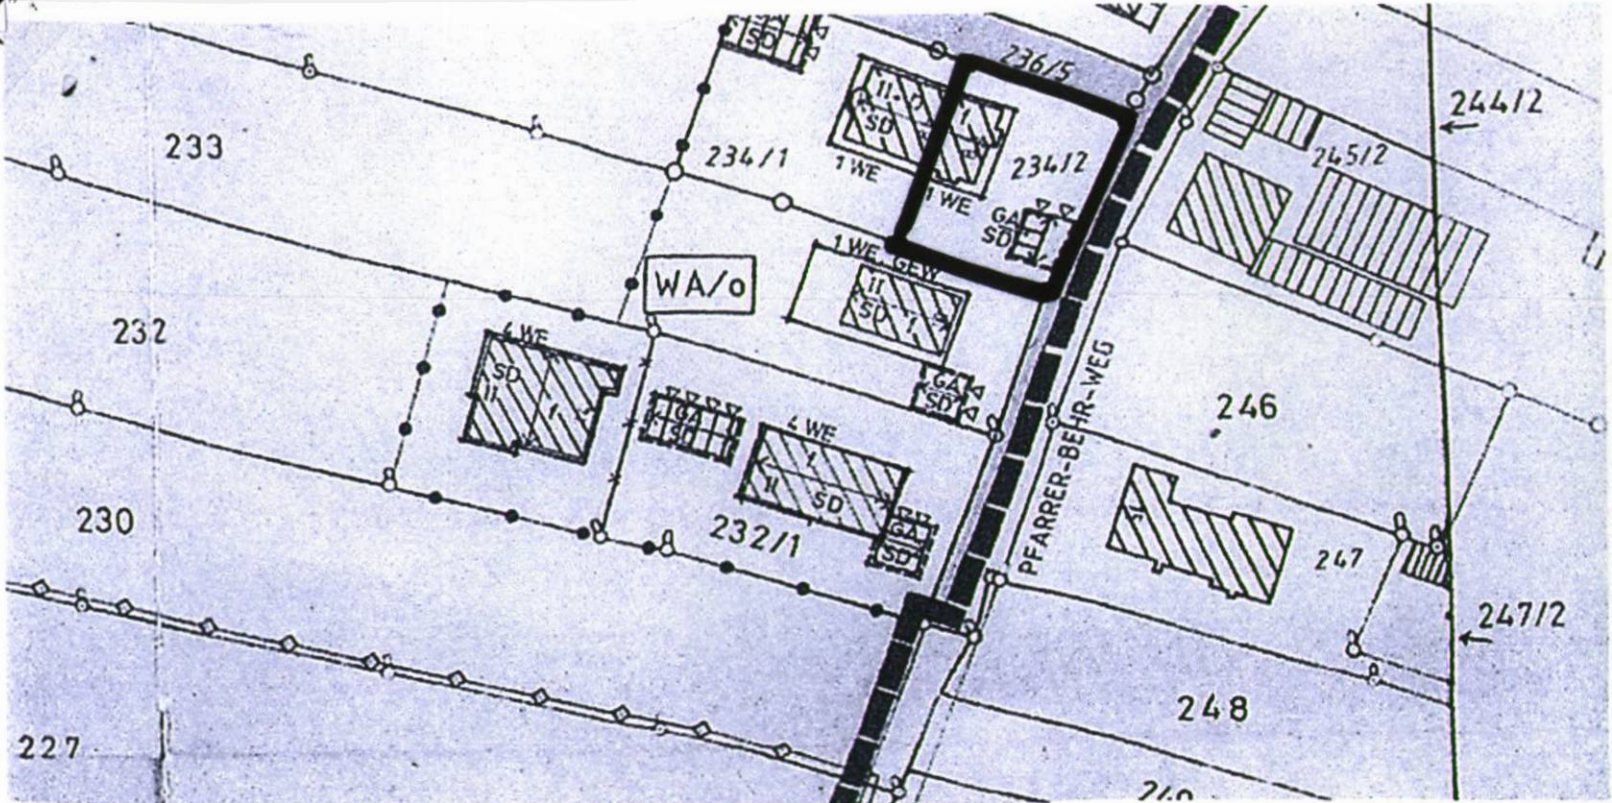 SD
236/5
244/2
II
SD
233
234/1
1 WE
I
234/2
245/2
1 WE
GA
SD
1 WE
GEW
WA/o
II
SD
I
232
4 WE
SD
II
I
GA
SD
246
GA
SD
4 WE
I
II
SD
PFARRER-BEHR-WEG
230
232/1
GA
SD
247
247/2
248
227